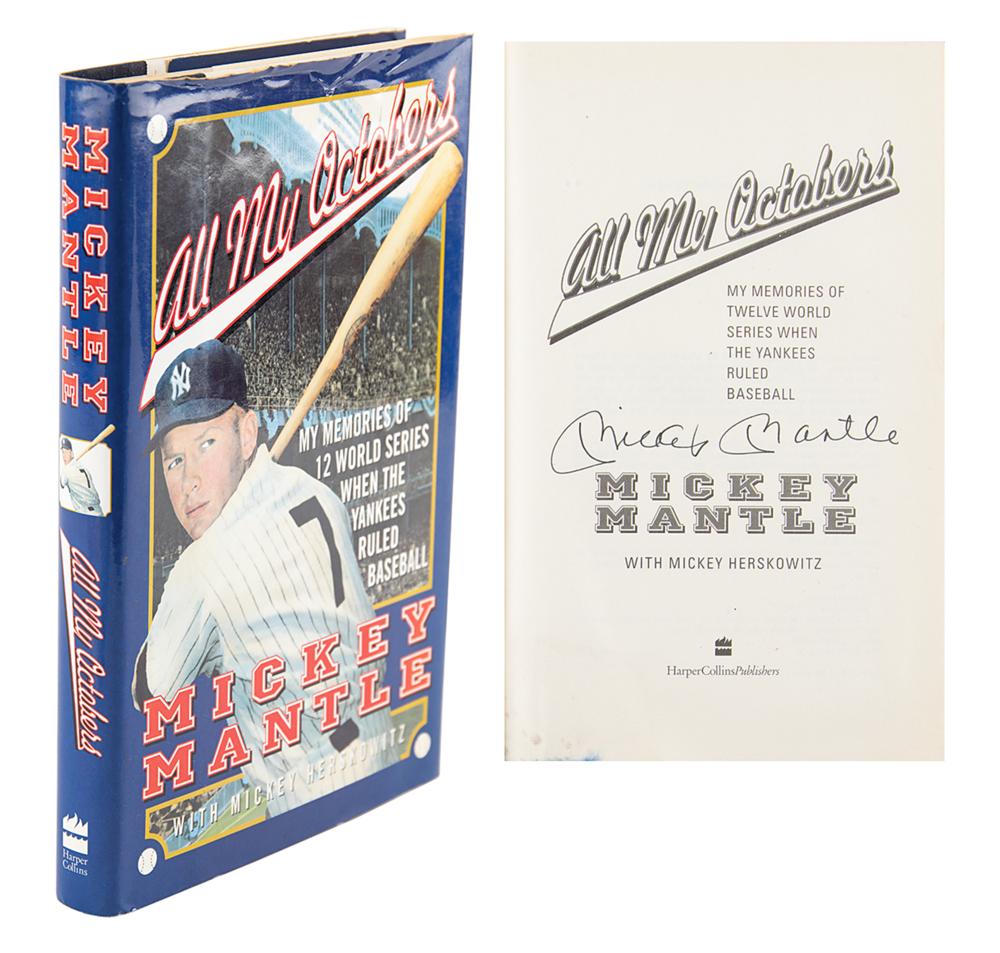 MICKEY
MANTLE
All My Octobers
Harper
Collins
All My Octobers
NY
MY MEMORIES OF
12 WORLD SERIES
WHEN THE
YANKEES
RULED
BASEBALL
7
MICKEY
MANTLE
WITH MICKEY HERSKOWITZ
All My Octobers
MY MEMORIES OF
TWELVE WORLD
SERIES WHEN
THE YANKEES
RULED
BASEBALL
Mickey Mantle
MICKEY
MANTLE
WITH MICKEY HERSKOWITZ
HarperCollinsPublishers